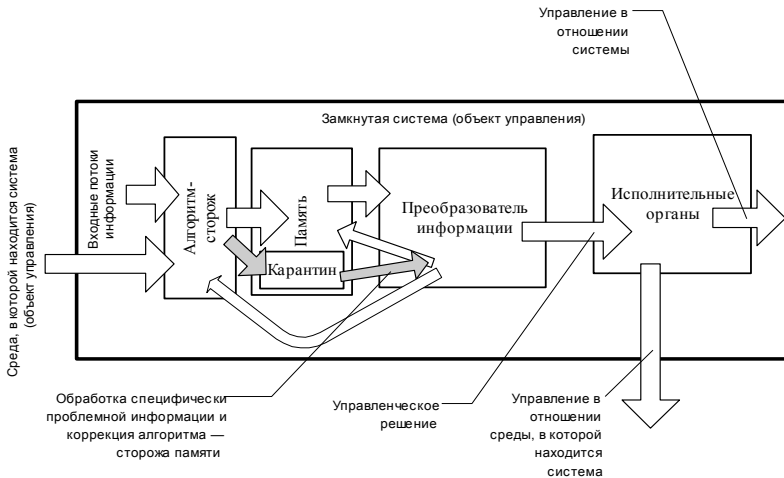 Управление в
отношении
системы
Замкнутая система (объект управления)
Среда, в которой находится система
(объект управления)
Входные потоки
информации
Алгоритм-
сторож
Память
Карантин
Преобразователь
информации
Исполнительные
органы
Обработка специфически
проблемной информации и
коррекция алгоритма —
сторожа памяти
Управленческое
решение
Управление в
отношении
среды, в которой
находится
система